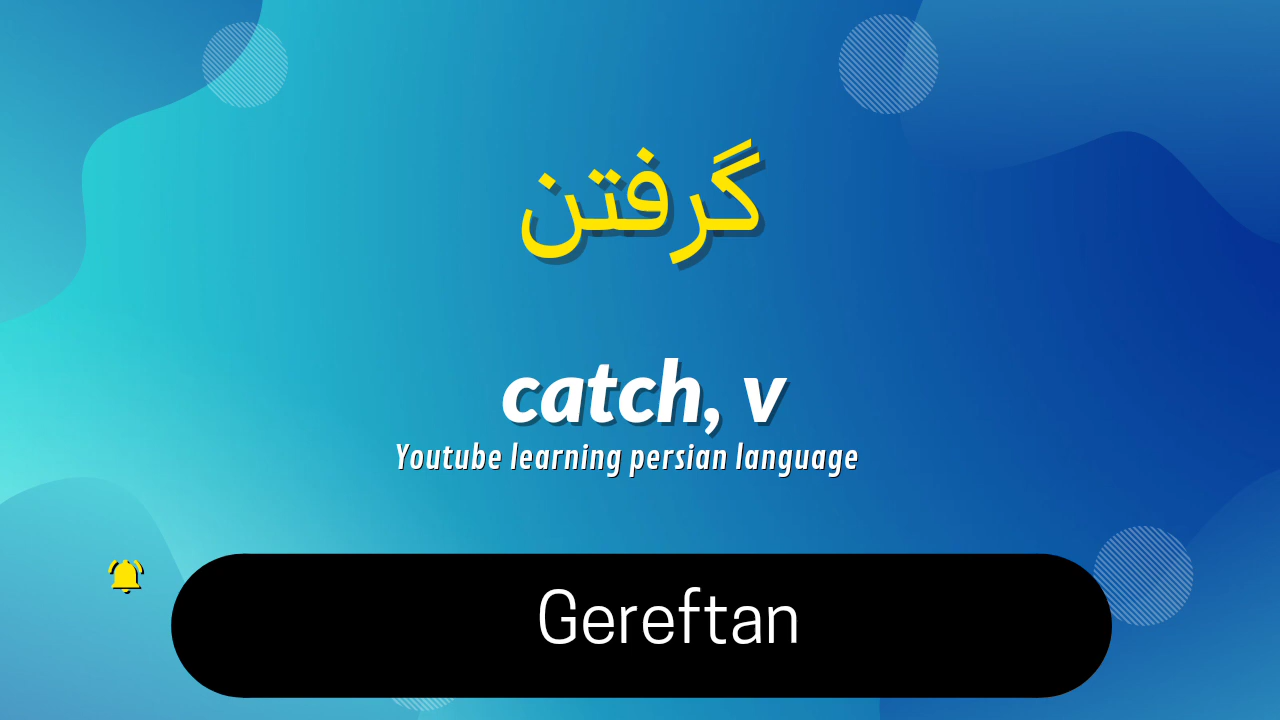 گرفتن
catch, v
Youtube learning persian language
Gereftan